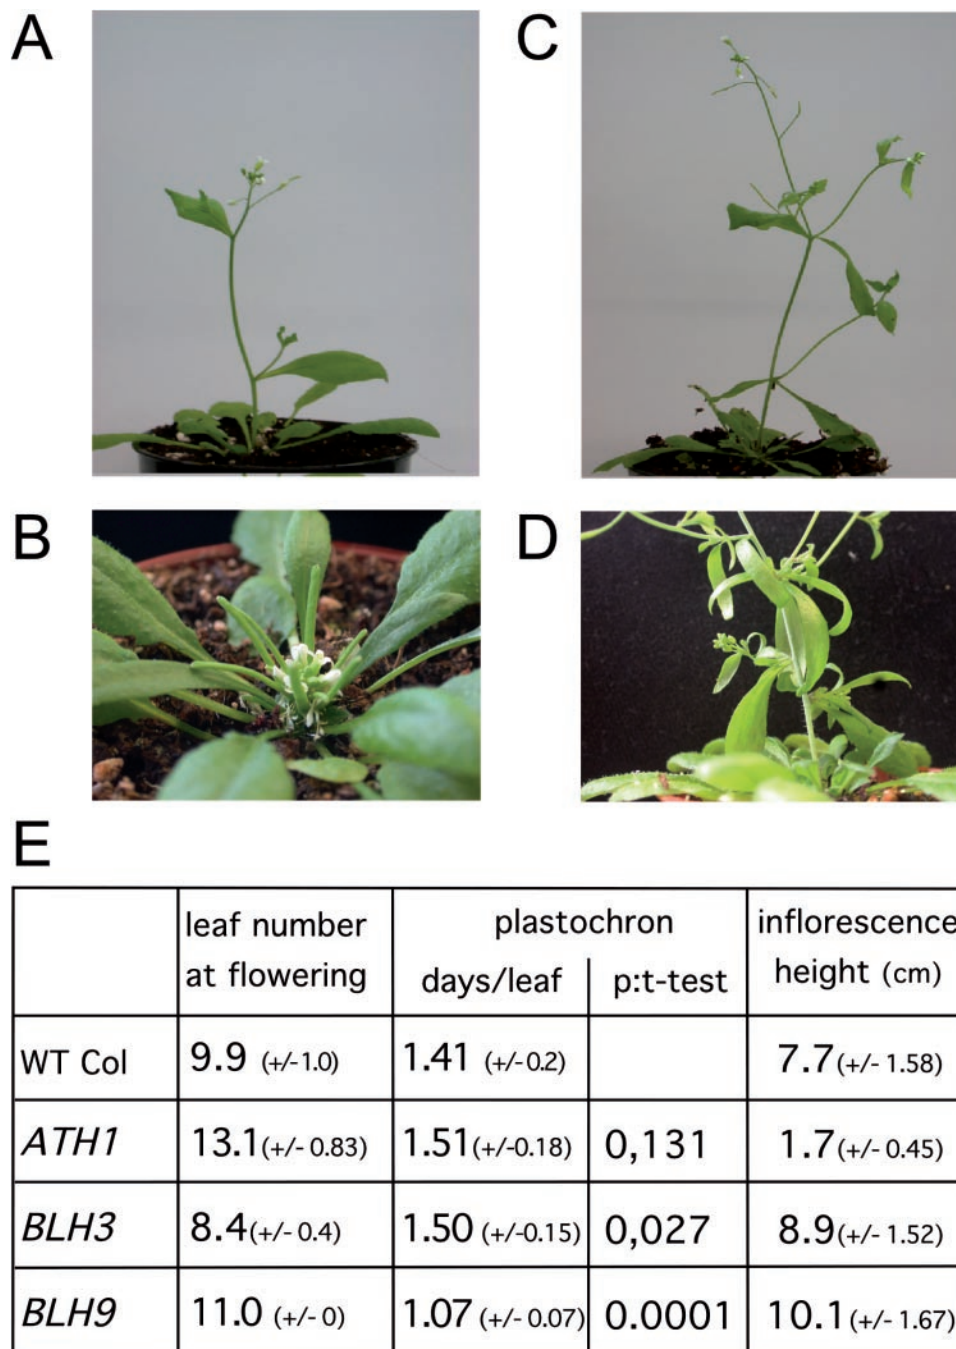 A
C
B
D
E
leaf number at flowering
plastochron
inflorescence height (cm)
days/leaf
p:t-test
WT Col 9.9 (+/-1.0) 1.41 (+/-0.2) 7.7(+/- 1.58)
ATH1 13.1(+/- 0.83) 1.51(+/-0.18) 0,131 1.7(+/- 0.45)
BLH3 8.4(+/- 0.4) 1.50 (+/-0.15) 0,027 8.9(+/- 1.52)
BLH9 11.0 (+/- 0) 1.07 (+/- 0.07) 0.0001 10.1(+/- 1.67)